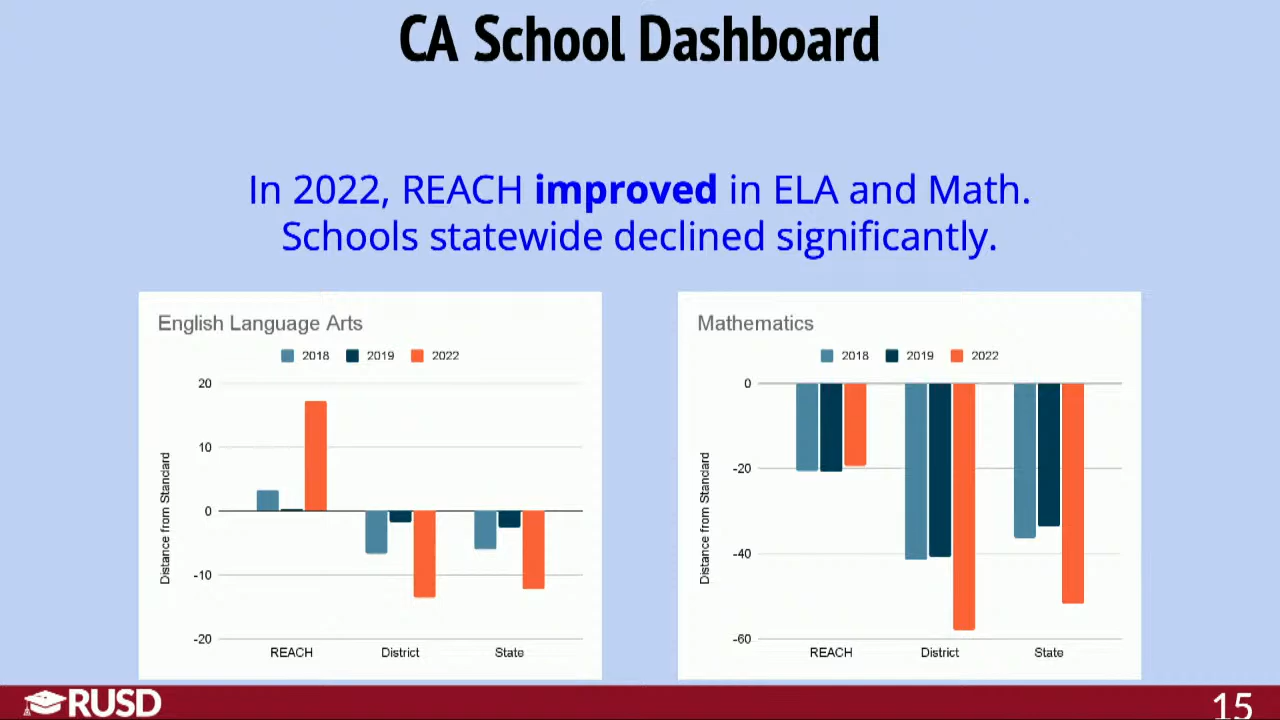 CA School Dashboard
In 2022, REACH improved in ELA and Math.
Schools statewide declined significantly.
English Language Arts
2018 2019 2022
Distance from Standard
20
10
0
-10
-20
REACH District State
Mathematics
2018 2019 2022
Distance from Standard
0
-20
-40
-60
REACH District State
RUSD
15